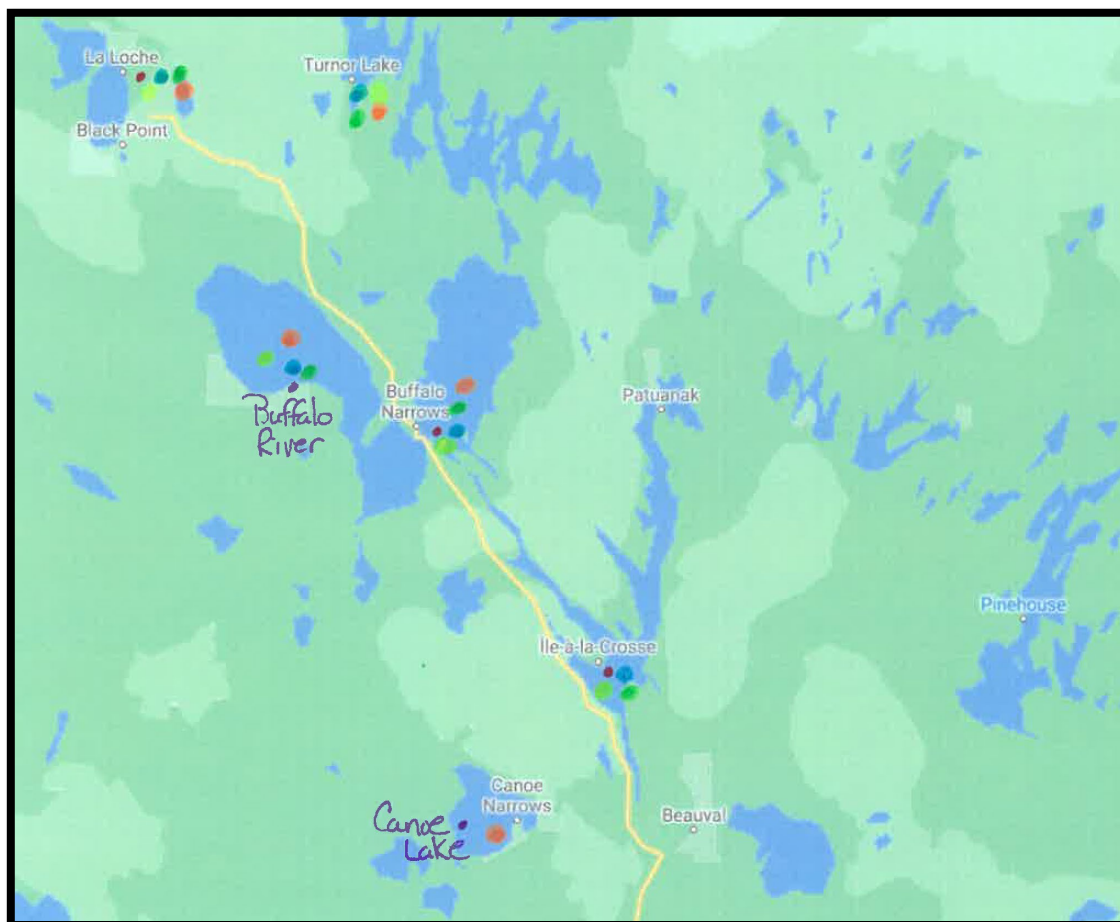 La Loche
Turnor Lake
Black Point
Buffalo
Narrows
Patuanak
Buffalo
River
Pinehouse
Île-à-la-Crosse
Canoe
Narrows
Beauval
Canoe
Lake